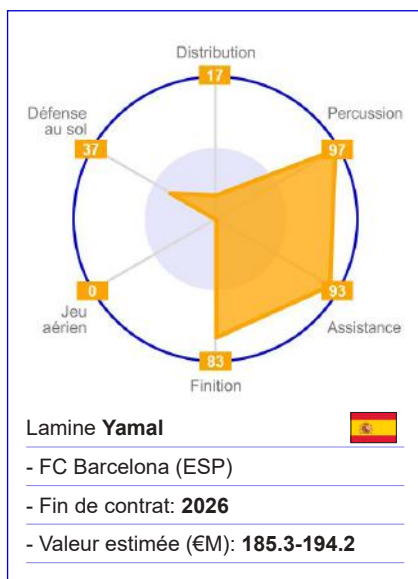 Distribution
17
Défense
au sol
37
Percussion
97
0
Jeu
aérien
93
Assistance
83
Finition
Lamine Yamal
- FC Barcelona (ESP)
- Fin de contrat: 2026
- Valeur estimée (€M): 185.3-194.2